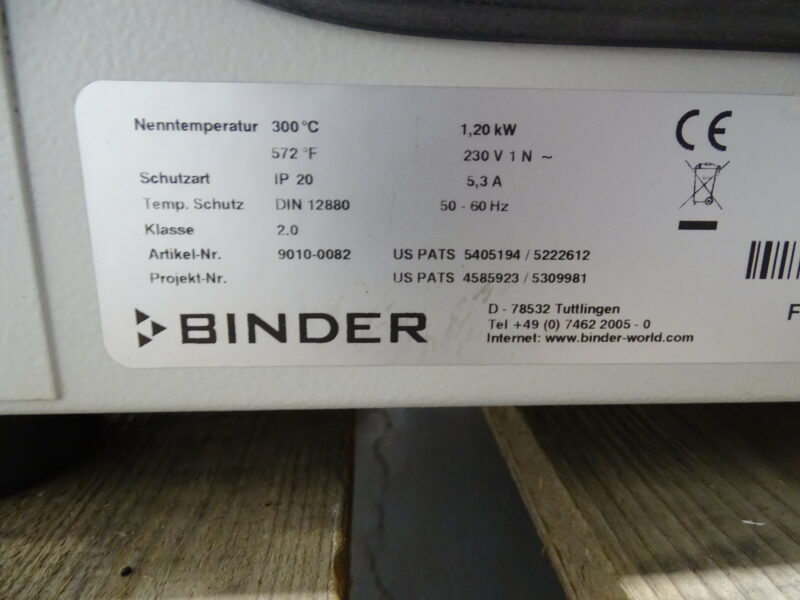 Nenntemperatur 300 °C 1,20 kW
572 °F 230 V 1 N ~
Schutzart IP 20 5,3 A
Temp. Schutz DIN 12880 50 - 60 Hz
Klasse 2.0
Artikel-Nr. 9010-0082 US PATS 5405194 / 5222612
Projekt-Nr. US PATS 4585923 / 5309981
CE
BINDER
D - 78532 Tuttlingen
Tel +49 (0) 7462 2005 - 0
Internet: www.binder-world.com
F